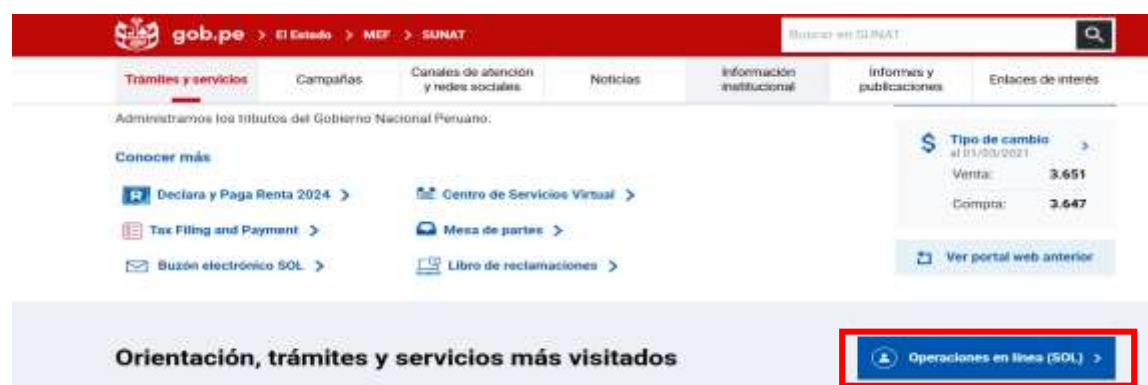 gob.pe > El Estado > MEF > SUNAT
Buscar en SUNAT
Trámites y servicios
Campañas
Canales de atención
y redes sociales
Noticias
Información
institucional
Informes y
publicaciones
Enlaces de interés
Administramos los tributos del Gobierno Nacional Peruano.
Conocer más
Declara y Paga Renta 2024 >
Centro de Servicios Virtual >
Tax Filing and Payment >
Mesa de partes >
Buzón electrónico SOL >
Libro de reclamaciones >
Tipo de cambio >
al 01/03/2021
Venta: 3.651
Compra: 3.647
Ver portal web anterior
Orientación, trámites y servicios más visitados
Operaciones en línea (SOL) >